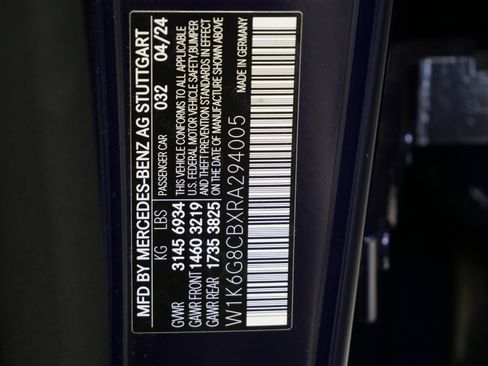 MFD BY MERCEDES-BENZ AG STUTTGART
PASSENGER CAR 032 04/24
KG LBS
GVWR 3145 6934
GAWR FRONT 1460 3219
GAWR REAR 1735 3825
THIS VEHICLE CONFORMS TO ALL APPLICABLE
U.S. FEDERAL MOTOR VEHICLE SAFETY, BUMPER
AND THEFT PREVENTION STANDARDS IN EFFECT
ON THE DATE OF MANUFACTURE SHOWN ABOVE
W1K6G8CBXRA294005
MADE IN GERMANY